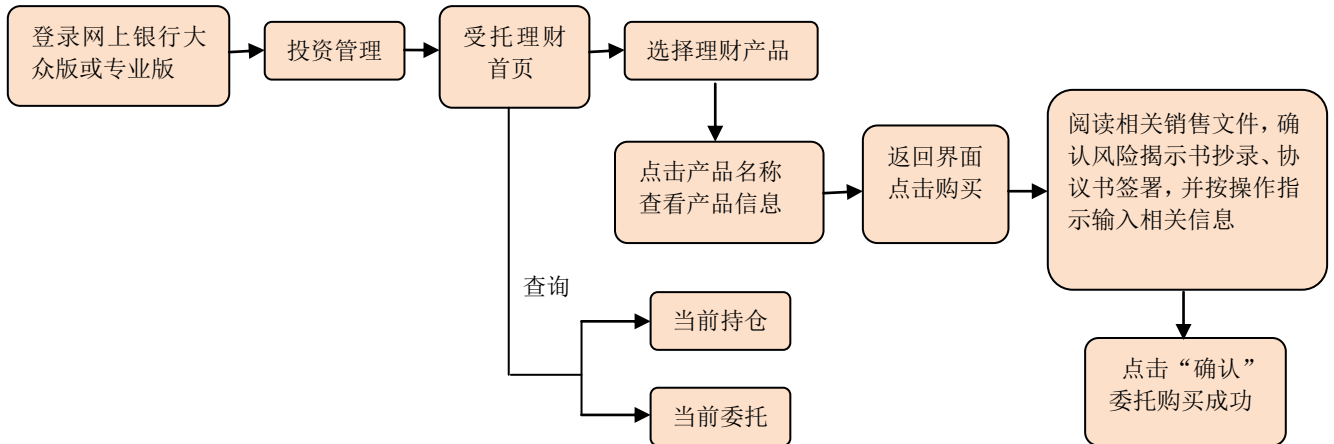 登录网上银行大
众版或专业版
投资管理
受托理财
首页
选择理财产品
点击产品名称
查看产品信息
返回界面
点击购买
阅读相关销售文件，确
认风险揭示书抄录、协
议书签署，并按操作指
示输入相关信息
点击“确认”
委托购买成功
查询
当前持仓
当前委托